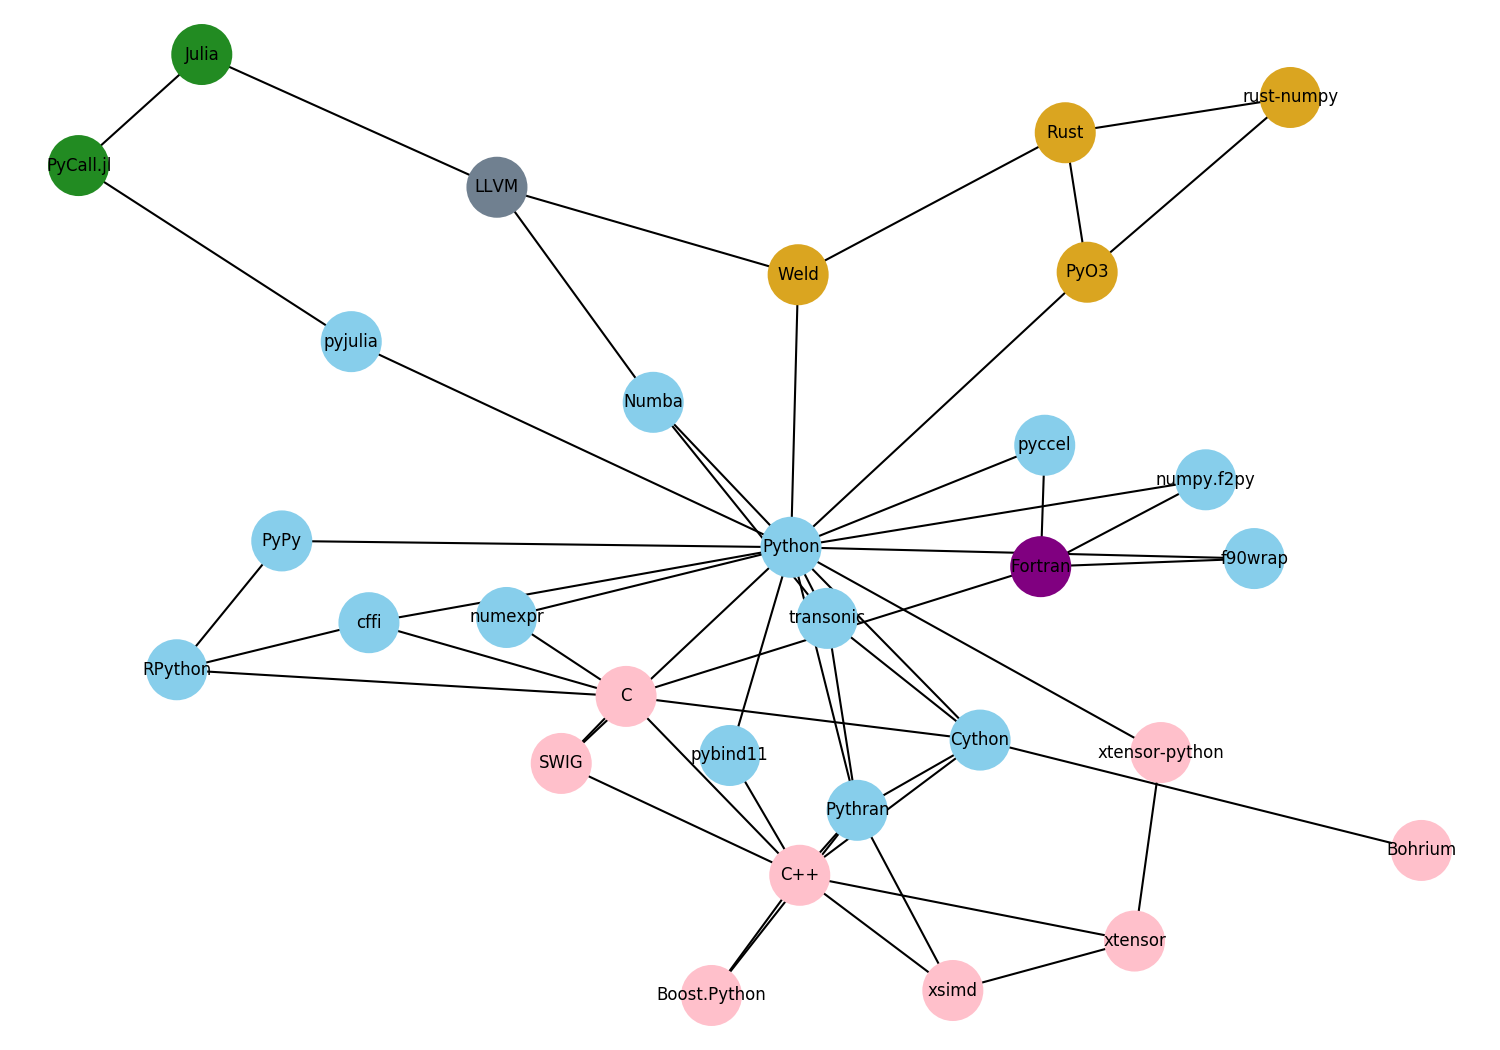 Julia
rust-numpy
Rust
PyCall.jl
LLVM
Weld
PyO3
pyjulia
Numba
pyccel
numpy.f2py
PyPy
Python
f90wrap
Fortran
cffi
numexpr
transonic
RPython
C
Cython
xtensor-python
SWIG
pybind11
Pythran
Bohrium
C++
xtensor
xsimd
Boost.Python